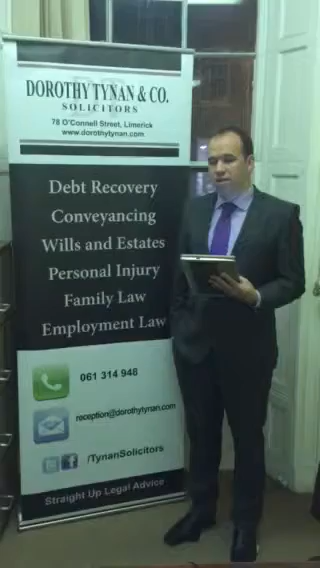 DOROTHY TYNAN & CO.
SOLICITORS
78 O'Connell Street, Limerick
www.dorothytynan.com
Debt Recovery
Conveyancing
Wills and Estates
Personal Injury
Family Law
Employment Law
061 314 948
reception@dorothytynan.com
/TynanSolicitors
Straight Up Legal Advice